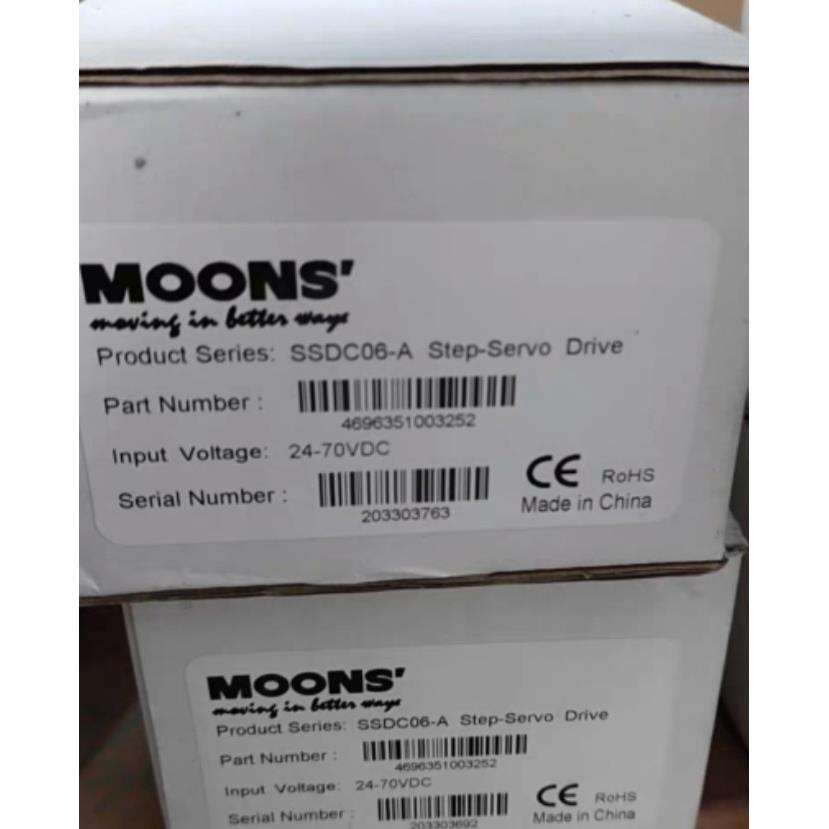 MOONS'
moving in better ways
Product Series: SSDC06-A Step-Servo Drive
Part Number :
4696351003252
Input Voltage: 24-70VDC
Serial Number :
203303763
CE RoHS
Made in China
MOONS'
moving in better ways
Product Series: SSDC06-A Step-Servo Drive
Part Number :
4696351003252
Input Voltage: 24-70VDC
Serial Number :
203303692
CE RoHS
Made in China